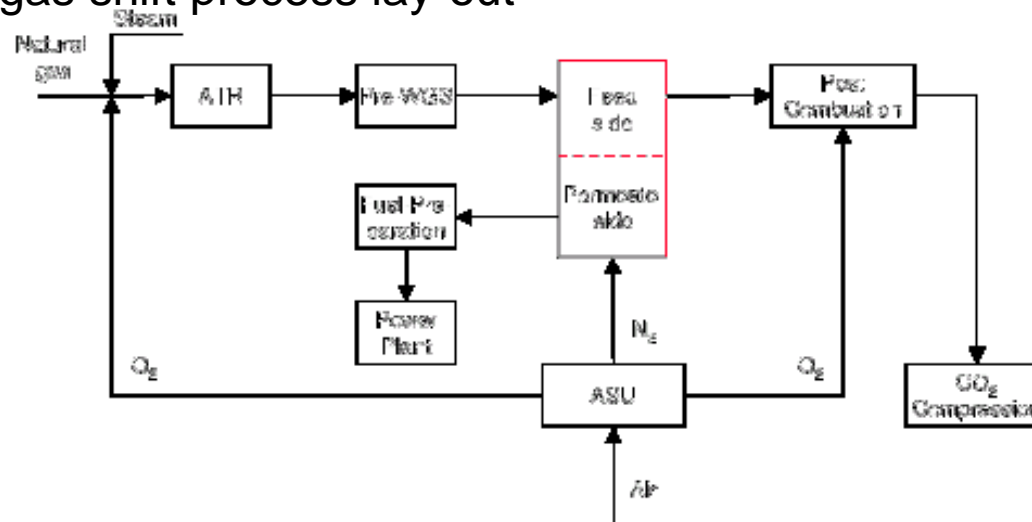 gas shift process lay-out
Steam
Natural
gas
ATR
Pre-WGS
Feed
side
Post
Combustion
Permeate
side
Fuel Pre-
Power
Plant
N2
O2
O2
ASU
CO2
Compression
Air